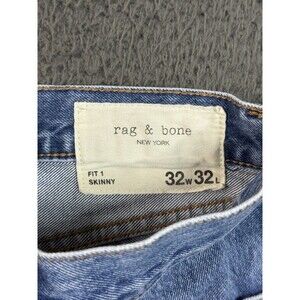 rag & bone
NEW YORK
FIT 1
SKINNY
32W 32L